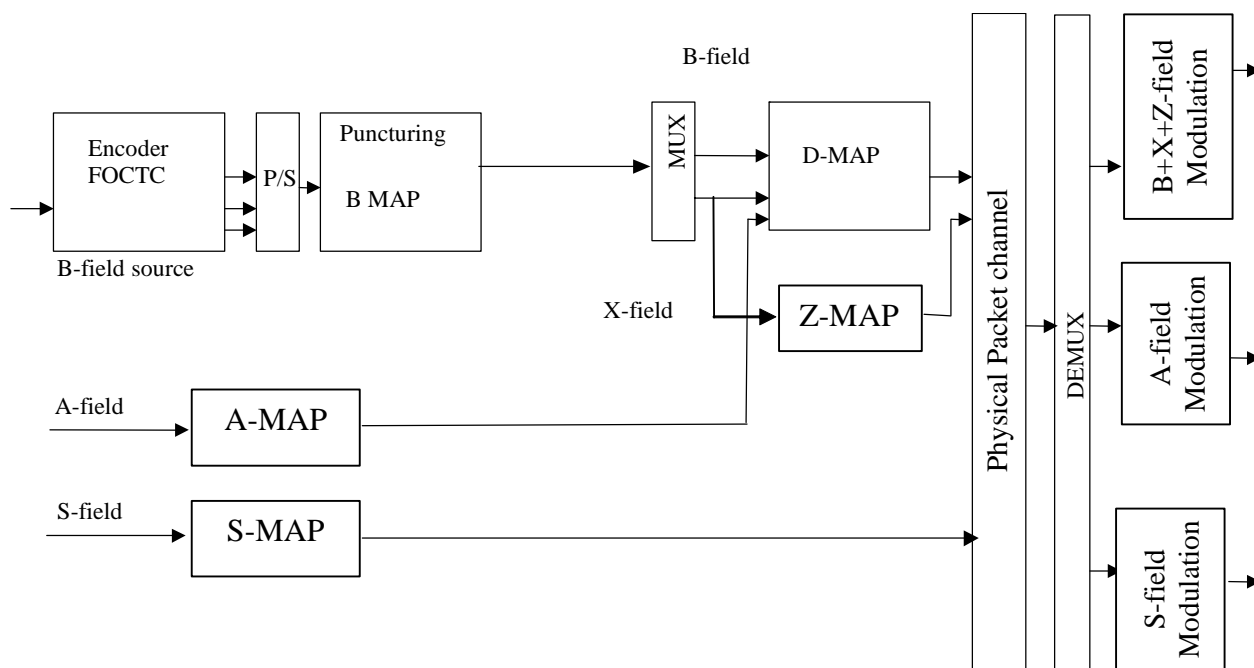 B-field
Encoder
FOCTC
P/S
Puncturing
B MAP
MUX
D-MAP
B-field source
X-field
Z-MAP
A-field
A-MAP
S-field
S-MAP
Physical Packet channel
DEMUX
B+X+Z-field
Modulation
A-field
Modulation
S-field
Modulation